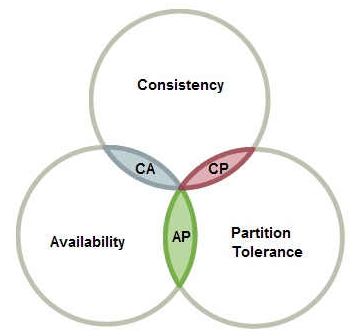 Consistency
CA
CP
Availability
AP
Partition
Tolerance